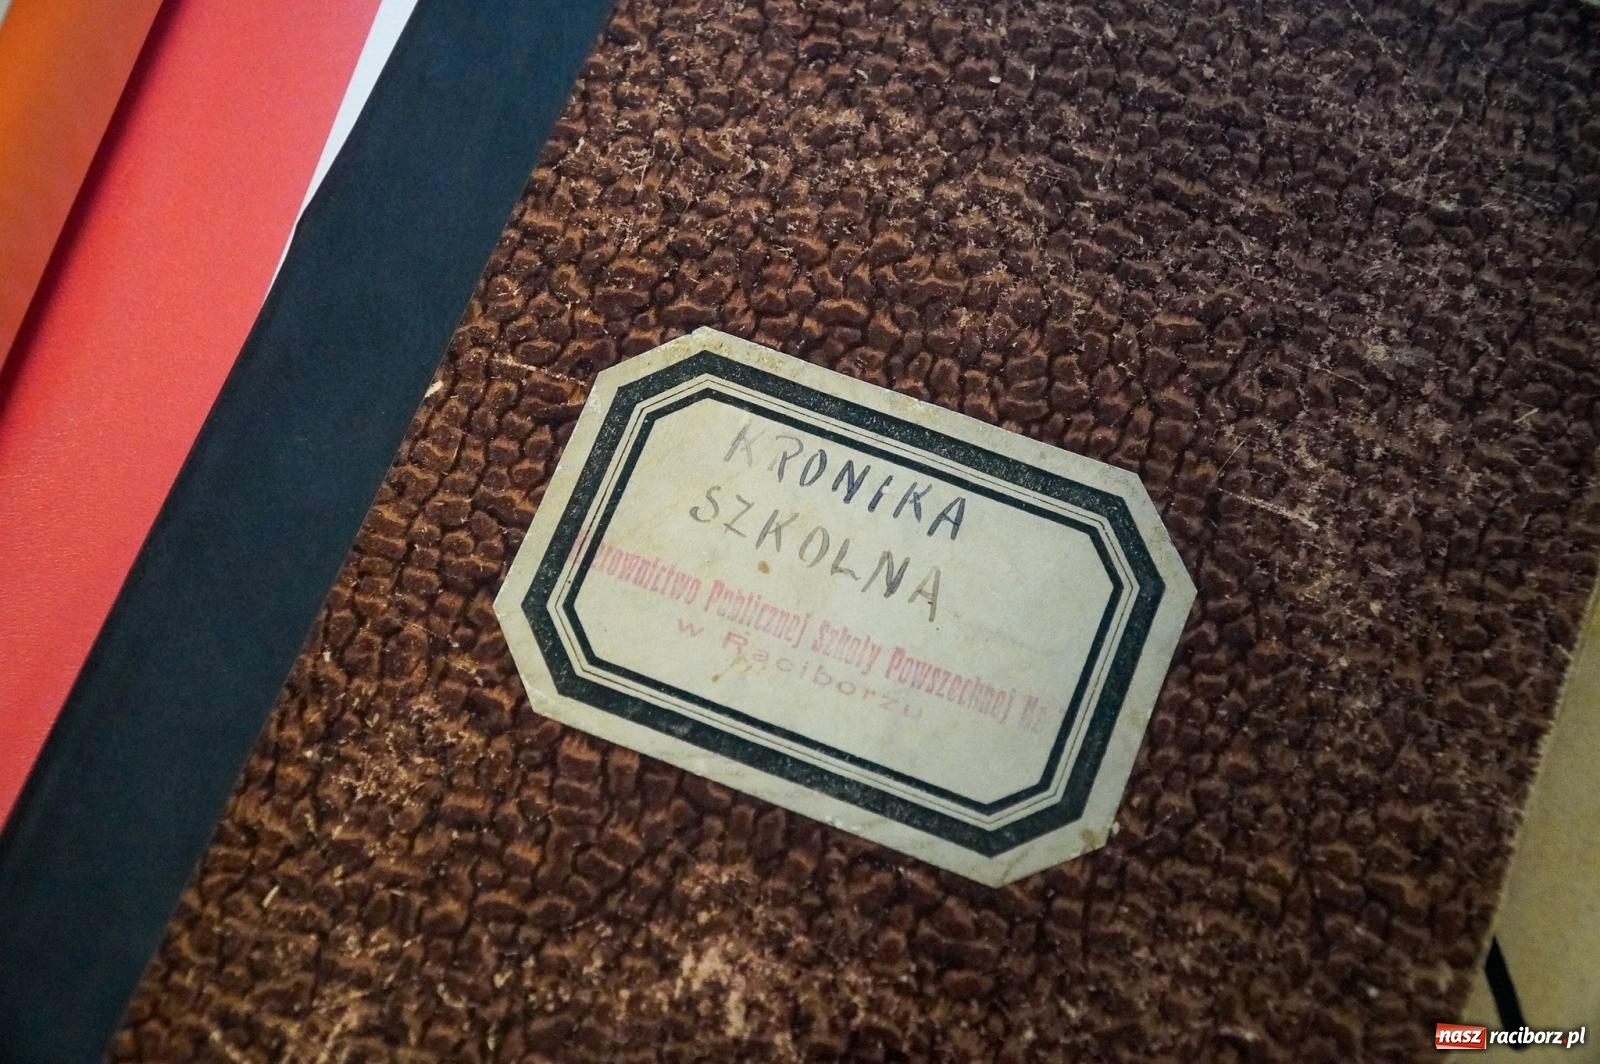 KRONiKA
SZKOLNA
Publicznej Szkoły Powszechnej Nr
w Raciborzu
nasz raciborz.pl